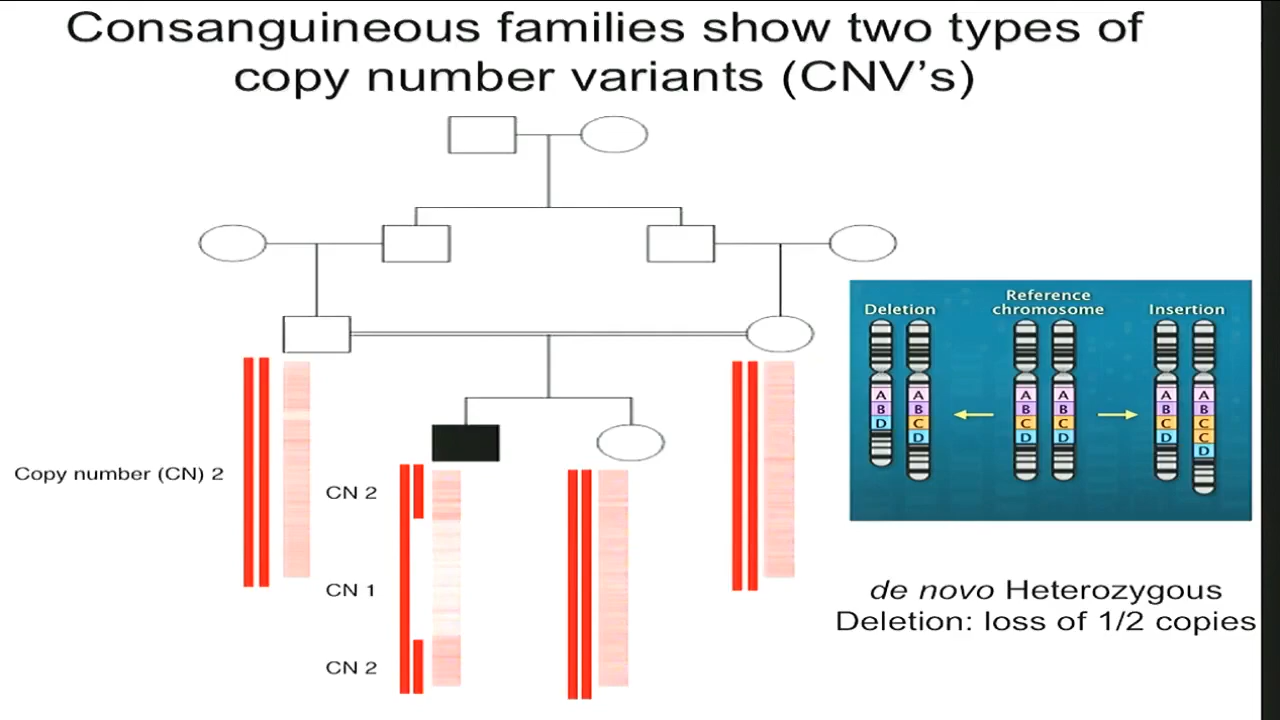 Consanguineous families show two types of
copy number variants (CNV's)
Copy number (CN) 2
CN 2
CN 1
CN 2
Deletion
Reference
chromosome
Insertion
A
B
D
A
B
C
D
A
B
C
D
A
B
C
D
A
B
C
D
A
B
C
C
D
de novo Heterozygous
Deletion: loss of 1/2 copies